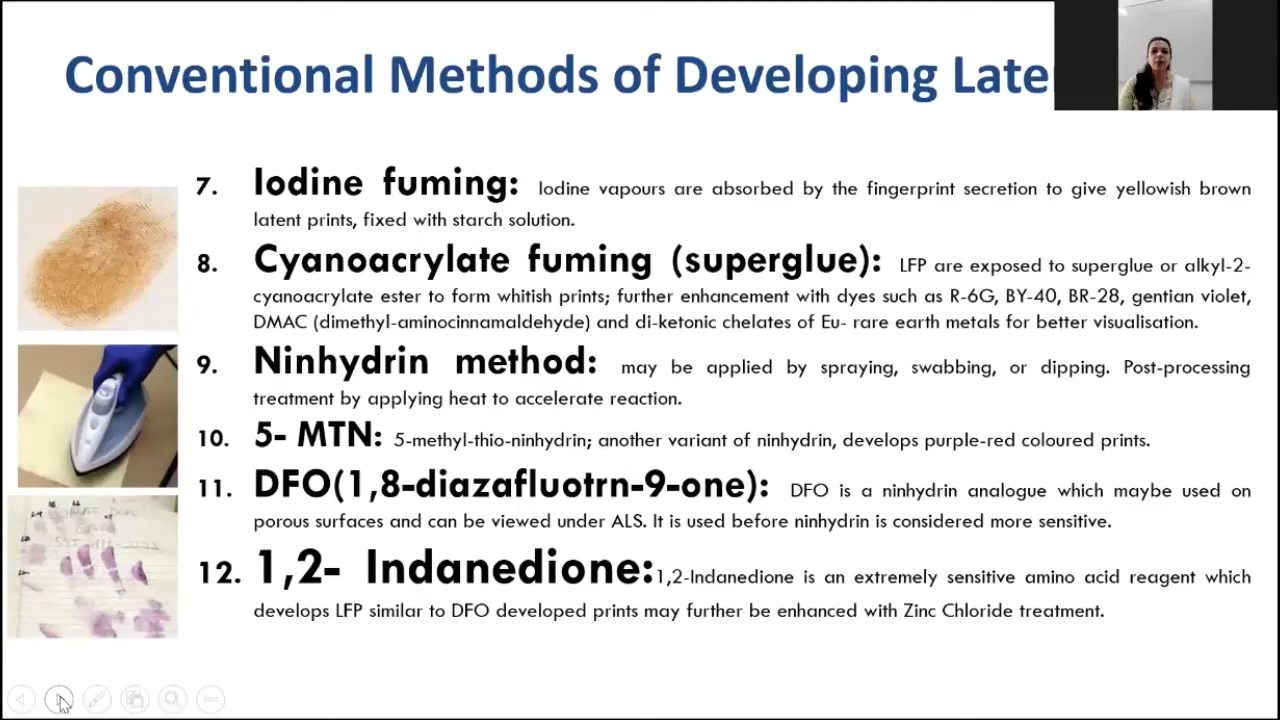 Conventional Methods of Developing Late
7. Iodine fuming: Iodine vapours are absorbed by the fingerprint secretion to give yellowish brown
latent prints, fixed with starch solution.
8. Cyanoacrylate fuming (superglue): LFP are exposed to superglue or alkyl-2-
cyanoacrylate ester to form whitish prints; further enhancement with dyes such as R-6G, BY-40, BR-28, gentian violet,
DMAC (dimethyl-aminocinnamaldehyde) and di-ketonic chelates of Eu- rare earth metals for better visualisation.
9. Ninhydrin method: may be applied by spraying, swabbing, or dipping. Post-processing
treatment by applying heat to accelerate reaction.
10. 5- MTN: 5-methyl-thio-ninhydrin; another variant of ninhydrin, develops purple-red coloured prints.
11. DFO(1,8-diazafluotrn-9-one): DFO is a ninhydrin analogue which maybe used on
porous surfaces and can be viewed under ALS. It is used before ninhydrin is considered more sensitive.
12. 1,2- Indanedione: 1,2-Indanedione is an extremely sensitive amino acid reagent which
develops LFP similar to DFO developed prints may further be enhanced with Zinc Chloride treatment.